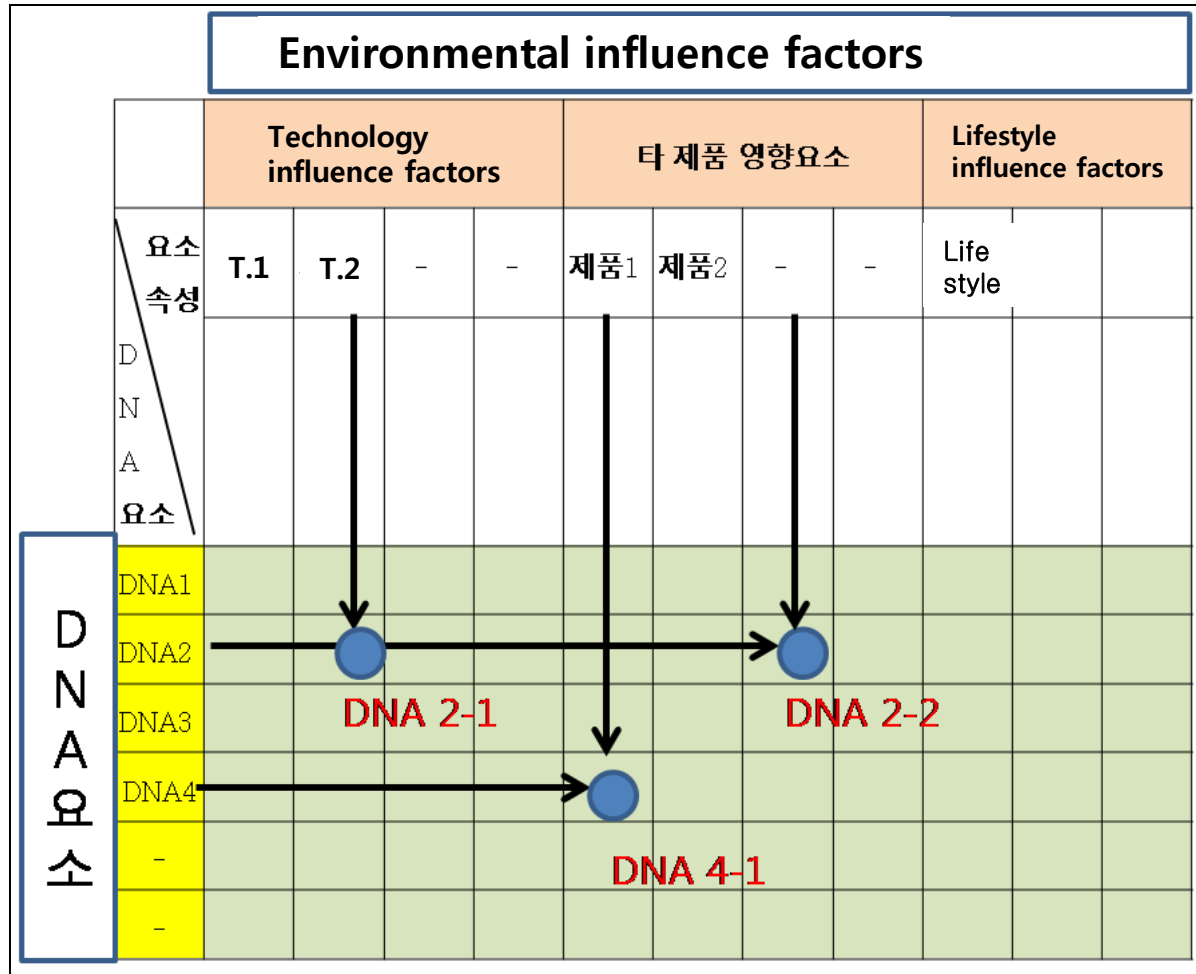 Environmental influence factors
Technology
influence factors
타 제품 영향요소
Lifestyle
influence factors
요소
속성
D
N
A
요소
T.1
T.2
-
-
제품1
제품2
-
-
Life
style
D
N
A
요
소
DNA1
DNA2
DNA3
DNA4
-
-
DNA 2-1
DNA 2-2
DNA 4-1